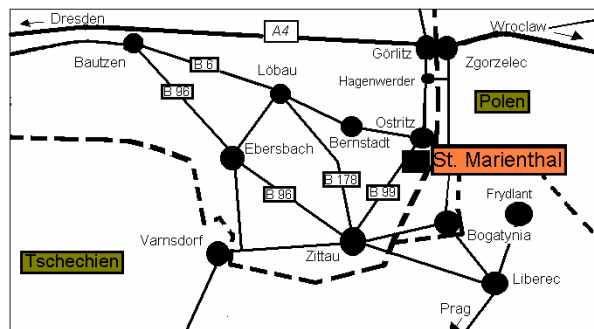 Dresden
A4
Wroclaw
Bautzen
B 6
Görlitz
Zgorzelec
Löbau
Hagenwerder
B 96
Ostritz
Polen
Bernstadt
Ebersbach
St. Marienthal
B 178
B 96
B 99
Frydlant
Varnsdorf
Zittau
Bogatynia
Tschechien
Liberec
Prag